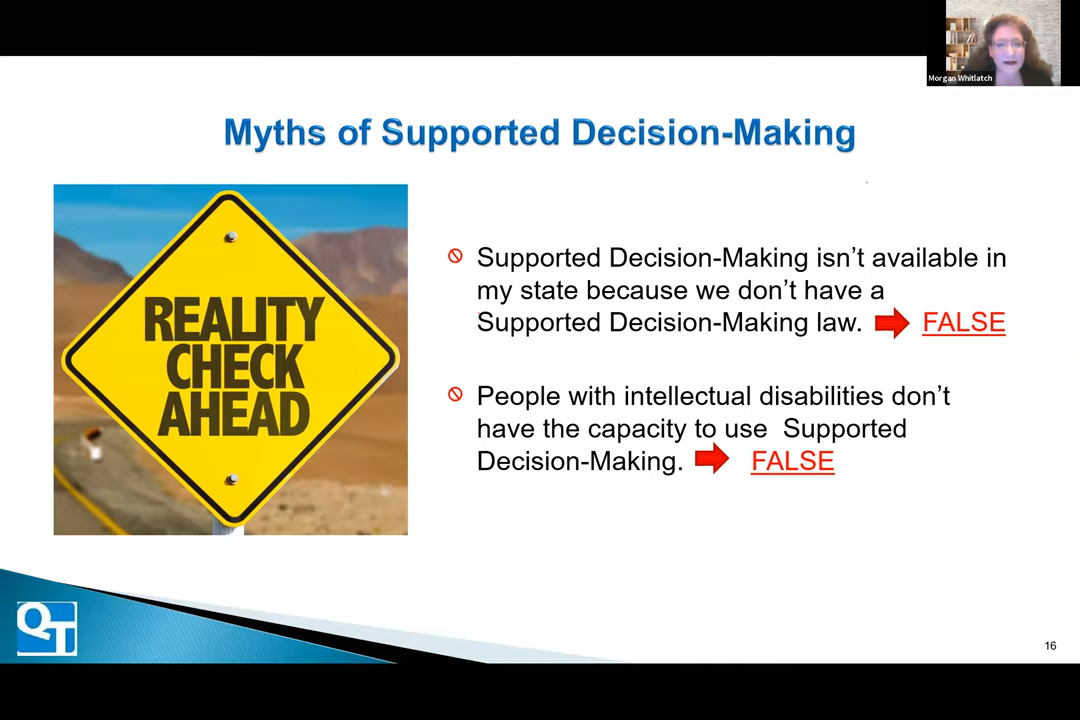 Morgan Whitlatch
Myths of Supported Decision-Making
REALITY
CHECK
AHEAD
Supported Decision-Making isn’t available in
my state because we don’t have a
Supported Decision-Making law. FALSE
People with intellectual disabilities don’t
have the capacity to use Supported
Decision-Making. FALSE
QT
16